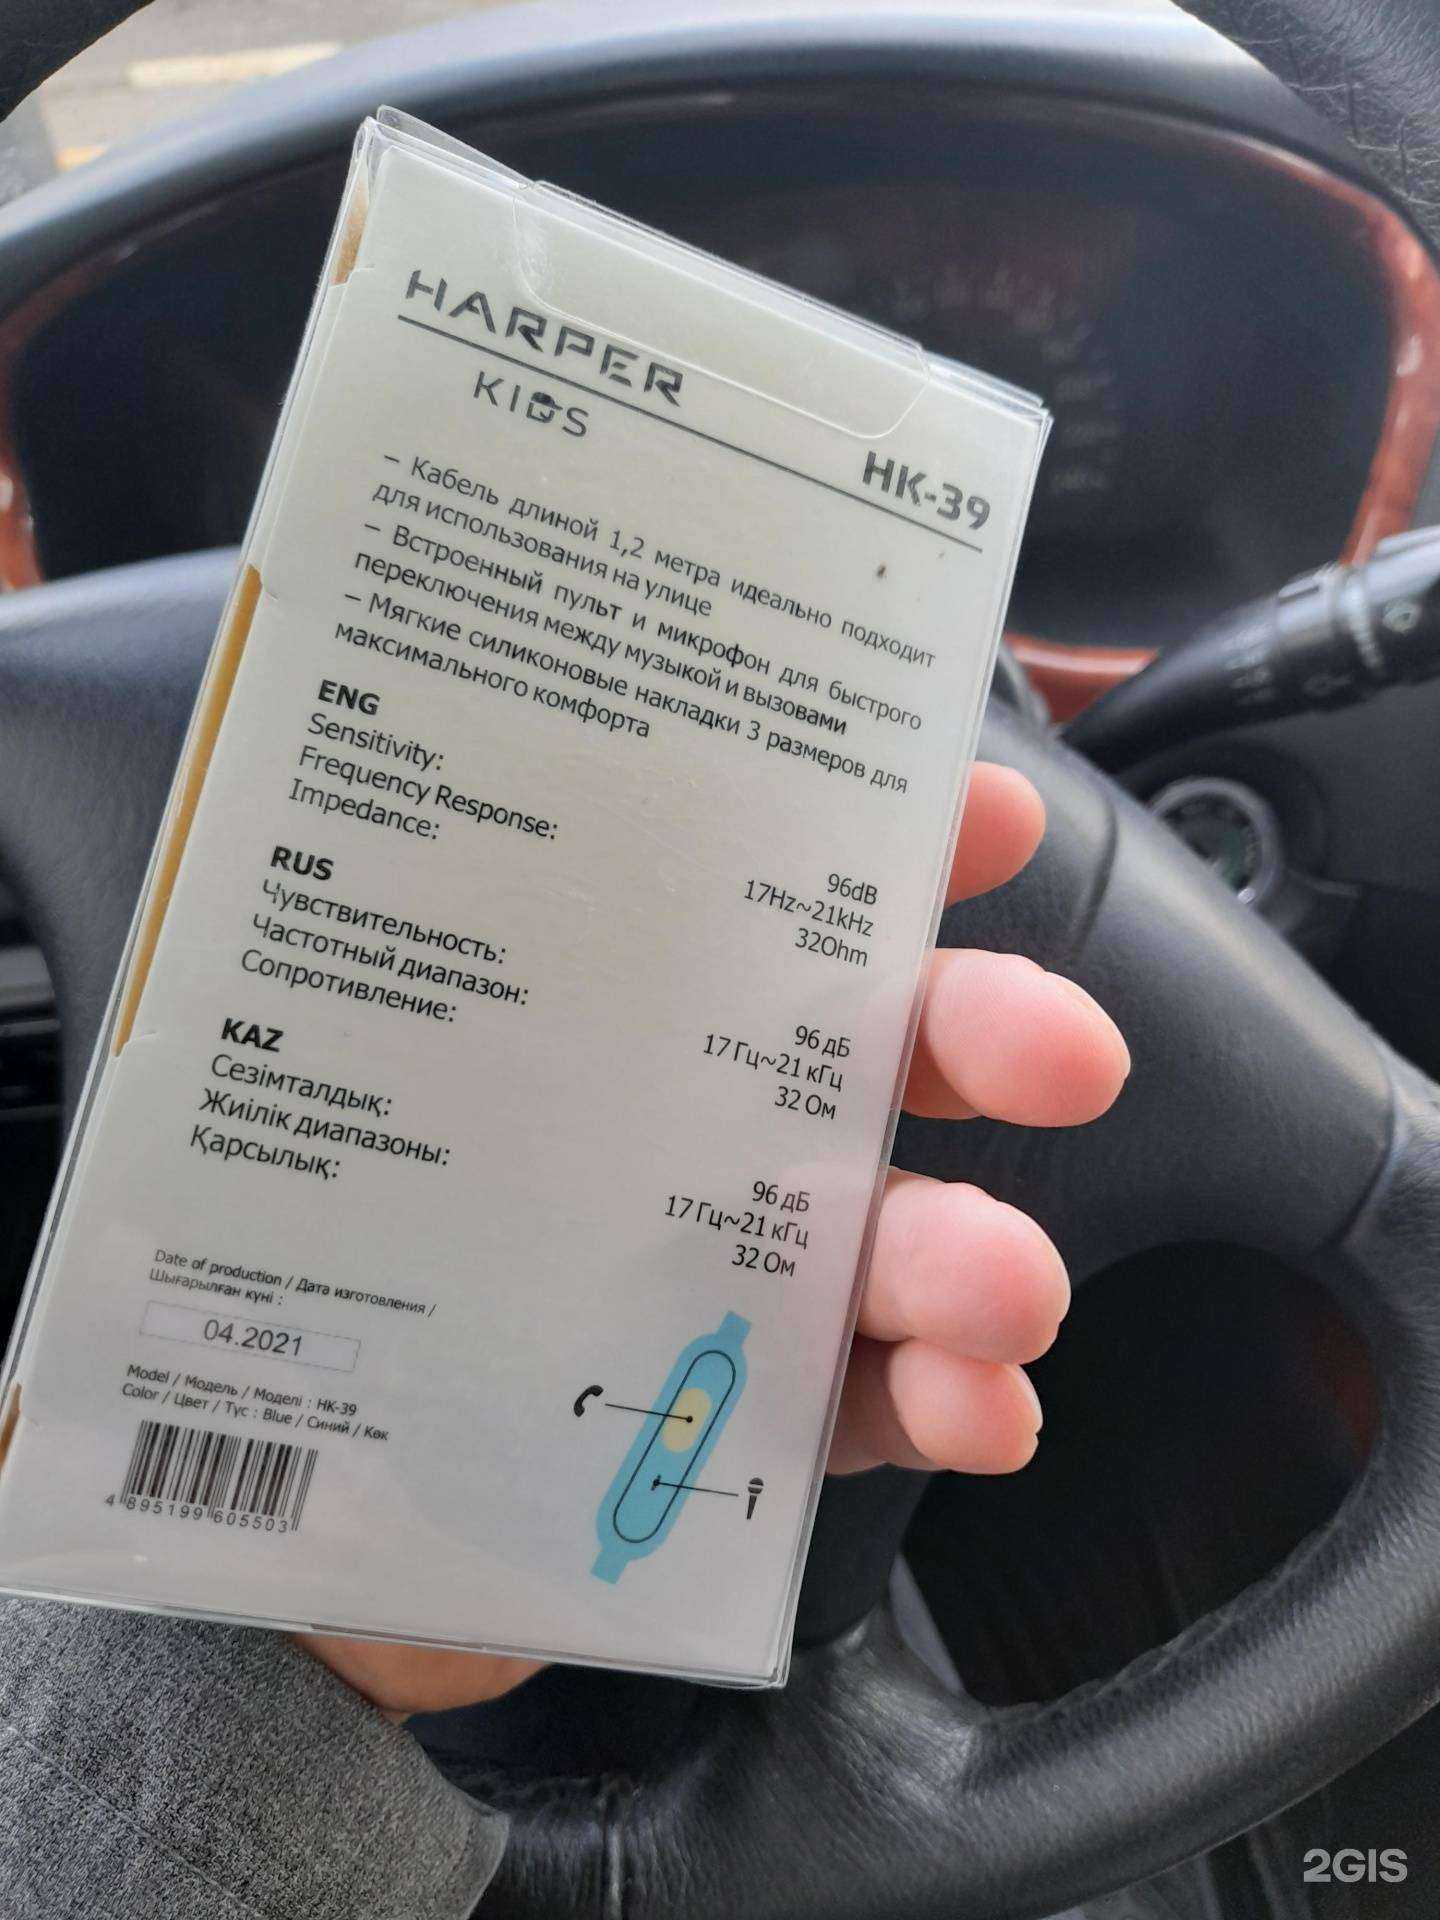 HARPER
KIDS
HK-39
– Кабель длиной 1,2 метра идеально подходит
для использования на улице
– Встроенный пульт и микрофон для быстрого
переключения между музыкой и вызовами
– Мягкие силиконовые накладки 3 размеров для
максимального комфорта
ENG
Sensitivity: 96dB
Frequency Response: 17Hz~21kHz
Impedance: 32Ohm
RUS
Чувствительность: 96 дБ
Частотный диапазон: 17 Гц~21 кГц
Сопротивление: 32 Ом
KAZ
Сезімталдық: 96 дБ
Жиілік диапазоны: 17 Гц~21 кГц
Қарсылық: 32 Ом
Date of production / Дата изготовления /
Шығарылған күні :
04.2021
Model / Модель / Моделі : HK-39
Color / Цвет / Түс : Blue / Синий / Көк
4 895199 605503
2GIS